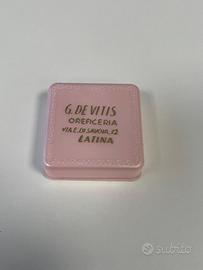 G. DE VITIS
OREFICERIA
VIA E. DI SAVOIA, 12
LATINA
subito